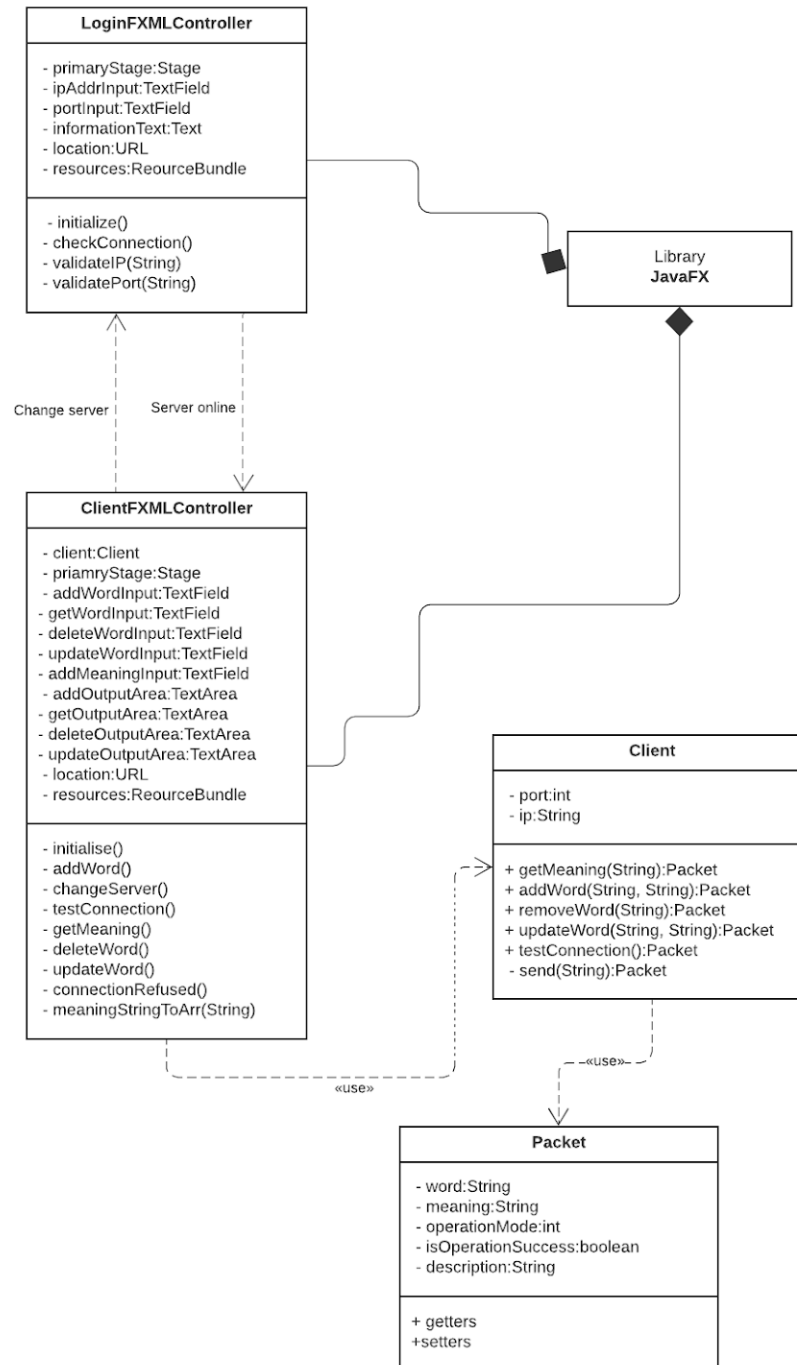 LoginFXMLController
- primaryStage:Stage
- ipAddrInput:TextField
- portInput:TextField
- informationText:Text
- location:URL
- resources:ReourceBundle
- initialize()
- checkConnection()
- validateIP(String)
- validatePort(String)
Library
JavaFX
Change server
Server online
ClientFXMLController
- client:Client
- priamryStage:Stage
- addWordInput:TextField
- getWordInput:TextField
- deleteWordInput:TextField
- updateWordInput:TextField
- addMeaningInput:TextField
- addOutputArea:TextArea
- getOutputArea:TextArea
- deleteOutputArea:TextArea
- updateOutputArea:TextArea
- location:URL
- resources:ReourceBundle
- initialise()
- addWord()
- changeServer()
- testConnection()
- getMeaning()
- deleteWord()
- updateWord()
- connectionRefused()
- meaningStringToArr(String)
Client
- port:int
- ip:String
+ getMeaning(String):Packet
+ addWord(String, String):Packet
+ removeWord(String):Packet
+ updateWord(String, String):Packet
+ testConnection():Packet
- send(String):Packet
«use»
«use»
Packet
- word:String
- meaning:String
- operationMode:int
- isOperationSuccess:boolean
- description:String
+ getters
+setters